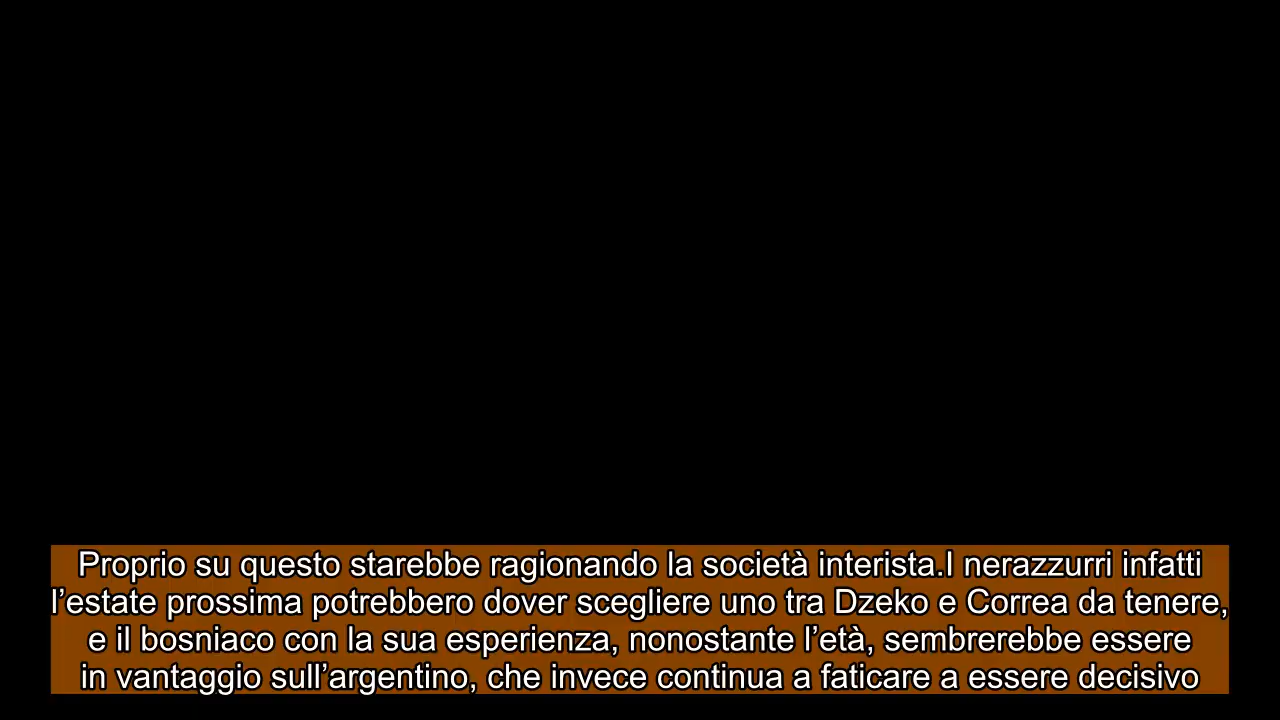 Proprio su questo starebbe ragionando la società interista.I nerazzurri infatti
l’estate prossima potrebbero dover scegliere uno tra Dzeko e Correa da tenere,
e il bosniaco con la sua esperienza, nonostante l’età, sembrerebbe essere
in vantaggio sull’argentino, che invece continua a faticare a essere decisivo